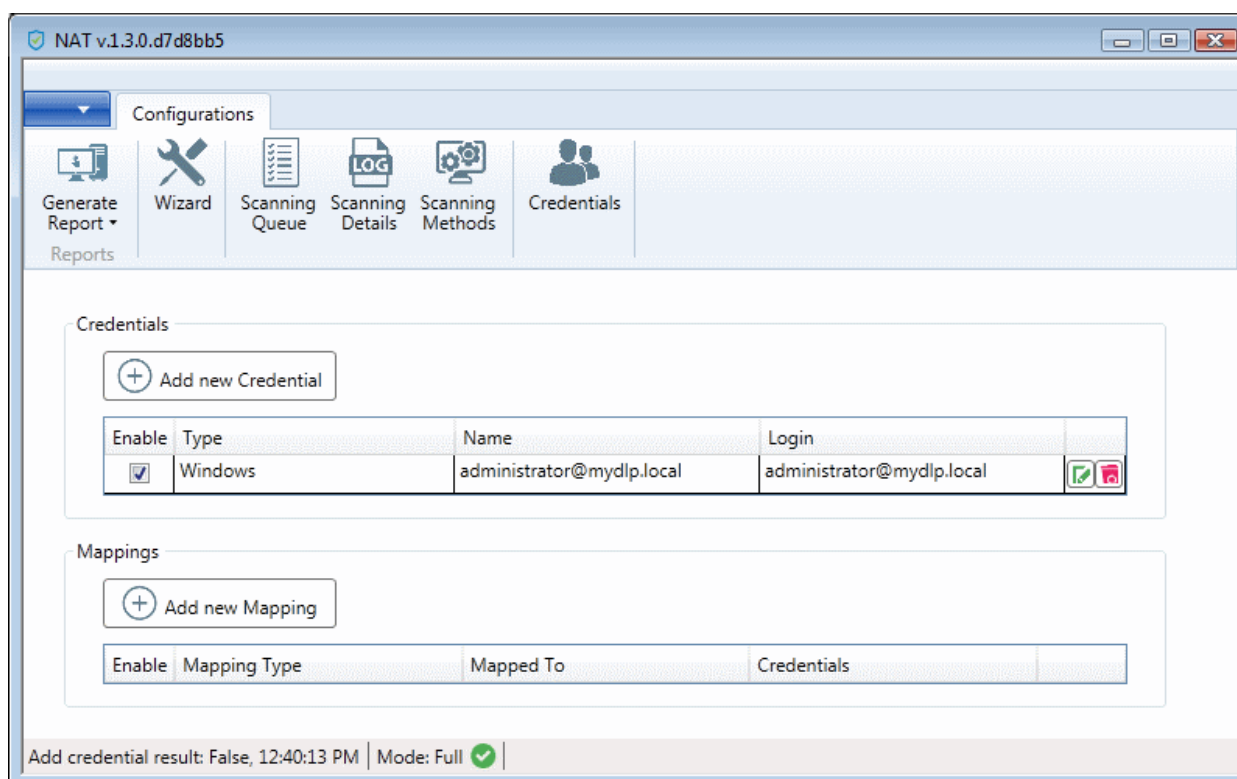 NAT v.1.3.0.d7d8bb5
Configurations
Generate Report
Wizard
Scanning Queue
LOG
Scanning Details
Scanning Methods
Credentials
Reports
Credentials
Add new Credential
Enable Type Name Login
Windows administrator@mydlp.local administrator@mydlp.local
Mappings
Add new Mapping
Enable Mapping Type Mapped To Credentials
Add credential result: False, 12:40:13 PM Mode: Full